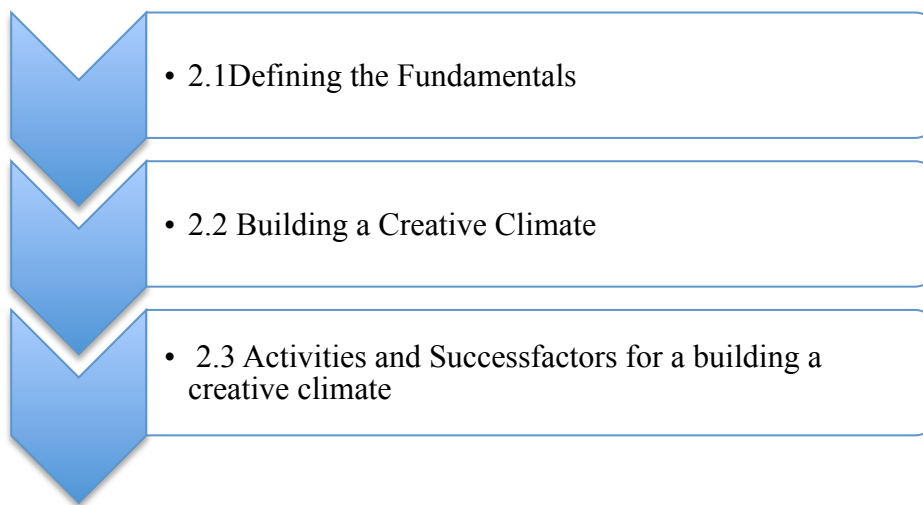 • 2.1Defining the Fundamentals
• 2.2 Building a Creative Climate
• 2.3 Activities and Successfactors for a building a
creative climate